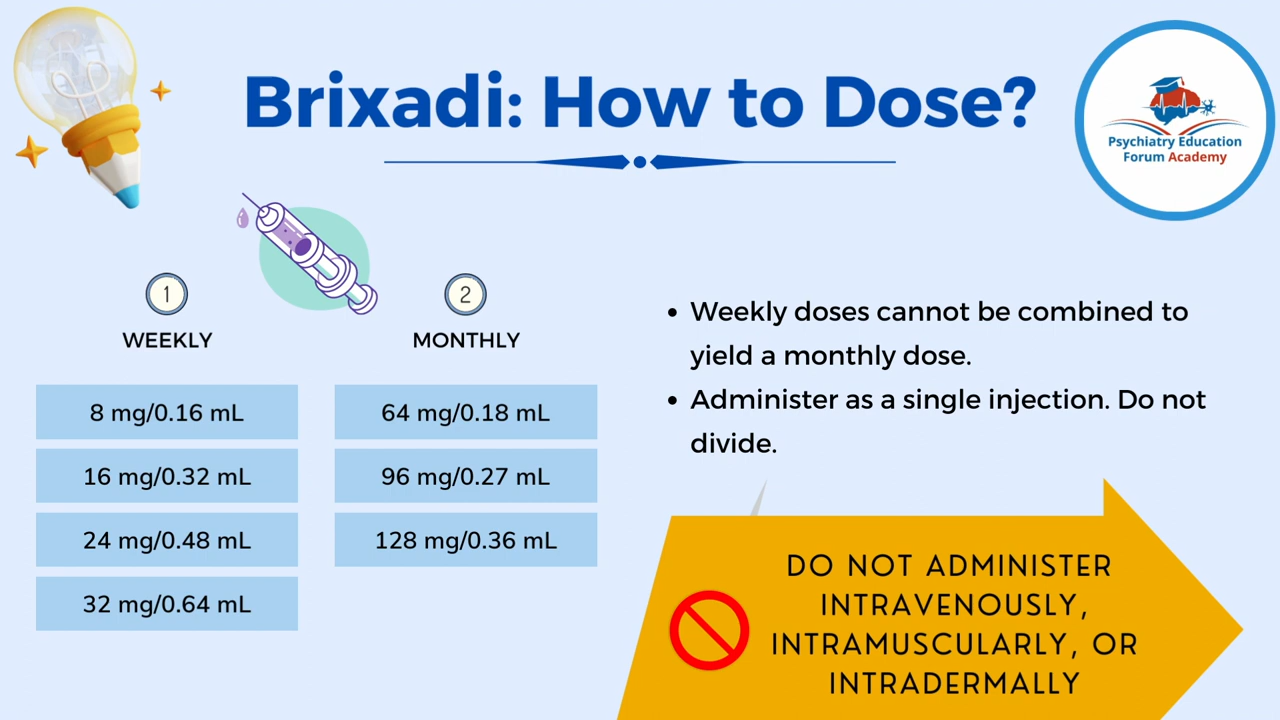 Brixadi: How to Dose?
Psychiatry Education
Forum Academy
1
WEEKLY
8 mg/0.16 mL
16 mg/0.32 mL
24 mg/0.48 mL
32 mg/0.64 mL
2
MONTHLY
64 mg/0.18 mL
96 mg/0.27 mL
128 mg/0.36 mL
• Weekly doses cannot be combined to
yield a monthly dose.
• Administer as a single injection. Do not
divide.
DO NOT ADMINISTER
INTRAVENOUSLY,
INTRAMUSCULARLY, OR
INTRADERMALLY